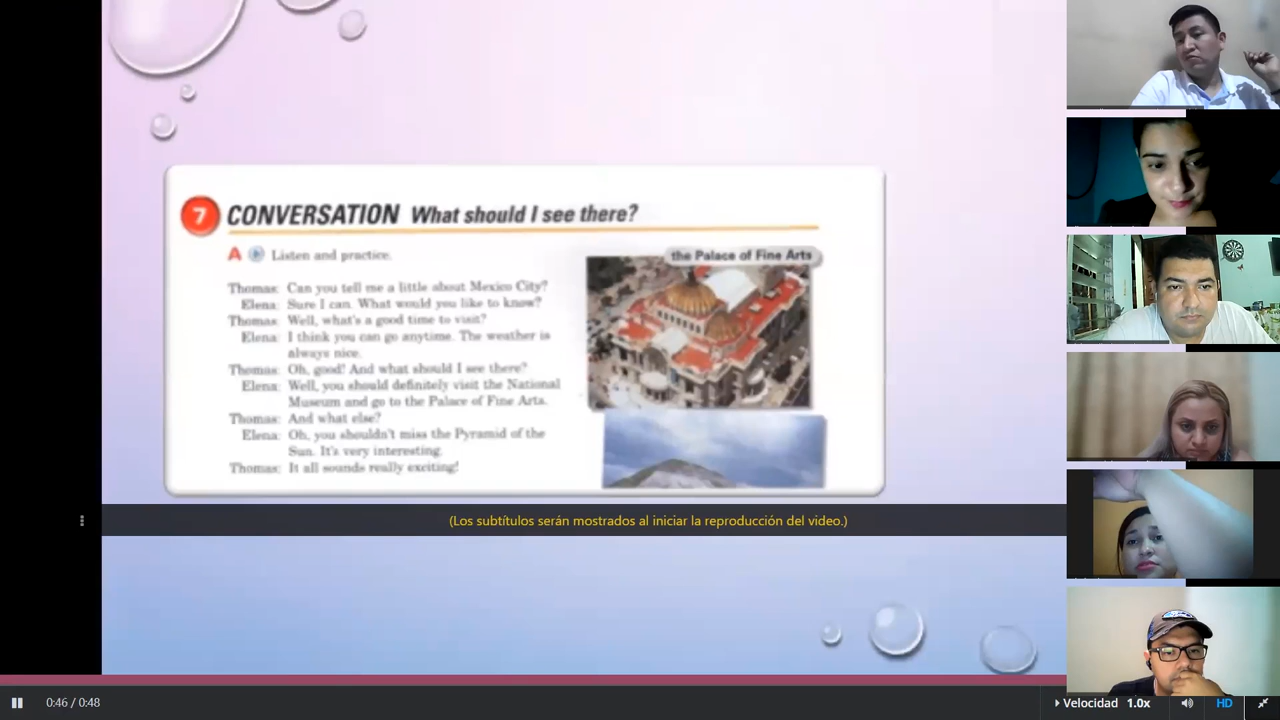 7 CONVERSATION What should I see there?
A Listen and practice.
the Palace of Fine Arts
Thomas: Can you tell me a little about Mexico City?
Elena: Sure I can. What would you like to know?
Thomas: Well, what's a good time to visit?
Elena: I think you can go anytime. The weather is
always nice.
Thomas: Oh, good! And what should I see there?
Elena: Well, you should definitely visit the National
Museum and go to the Palace of Fine Arts.
Thomas: And what else?
Elena: Oh, you shouldn't miss the Pyramid of the
Sun. It's very interesting.
Thomas: It all sounds really exciting!
(Los subtítulos serán mostrados al iniciar la reproducción del video.)
0:46 / 0:48
Velocidad 1.0x
HD